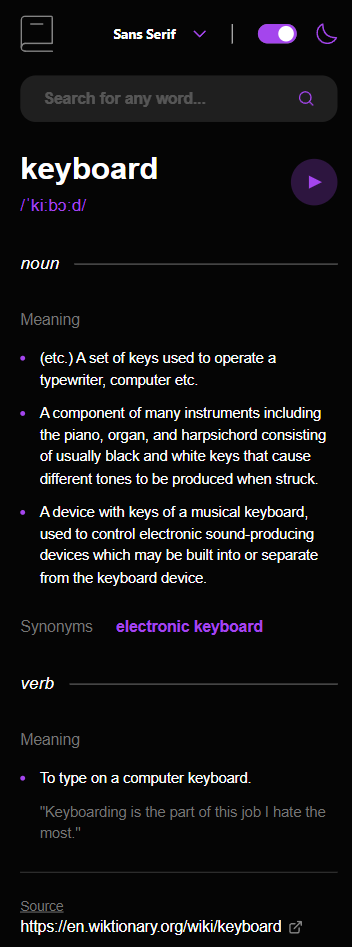 Sans Serif
Search for any word...
keyboard
/ˈkiːbɔːd/
noun
Meaning
(etc.) A set of keys used to operate a
typewriter, computer etc.
A component of many instruments including
the piano, organ, and harpsichord consisting
of usually black and white keys that cause
different tones to be produced when struck.
A device with keys of a musical keyboard,
used to control electronic sound-producing
devices which may be built into or separate
from the keyboard device.
Synonyms electronic keyboard
verb
Meaning
To type on a computer keyboard.
"Keyboarding is the part of this job I hate the
most."
Source
https://en.wiktionary.org/wiki/keyboard